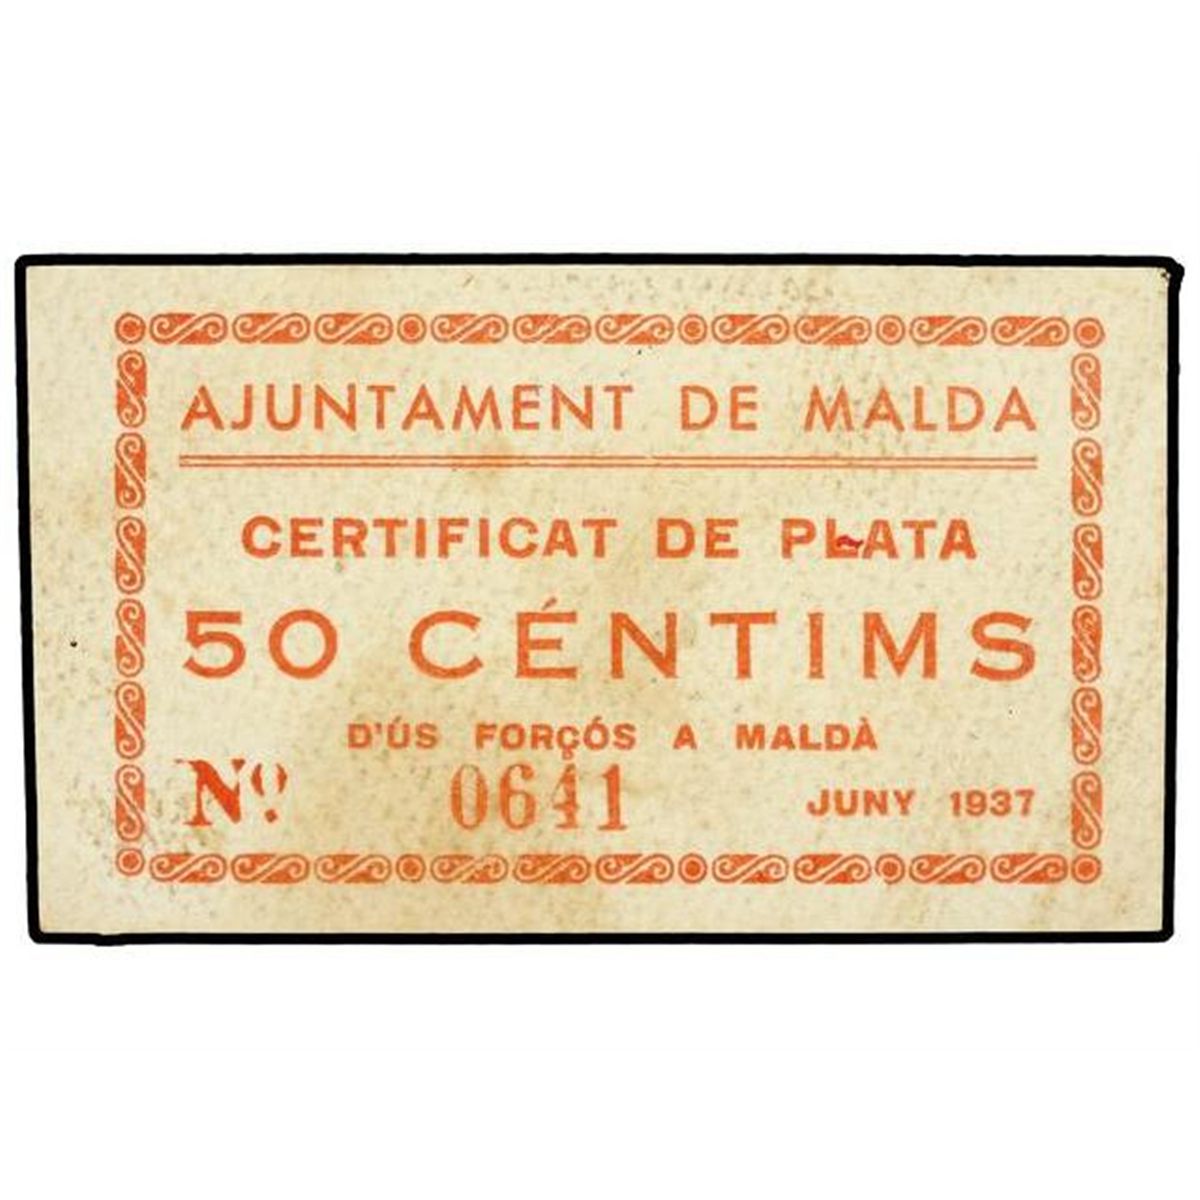 AJUNTAMENT DE MALDA
CERTIFICAT DE PLATA
50 CÉNTIMS
D'ÚS FORÇÓS A MALDÀ
Nº 0641 JUNY 1937